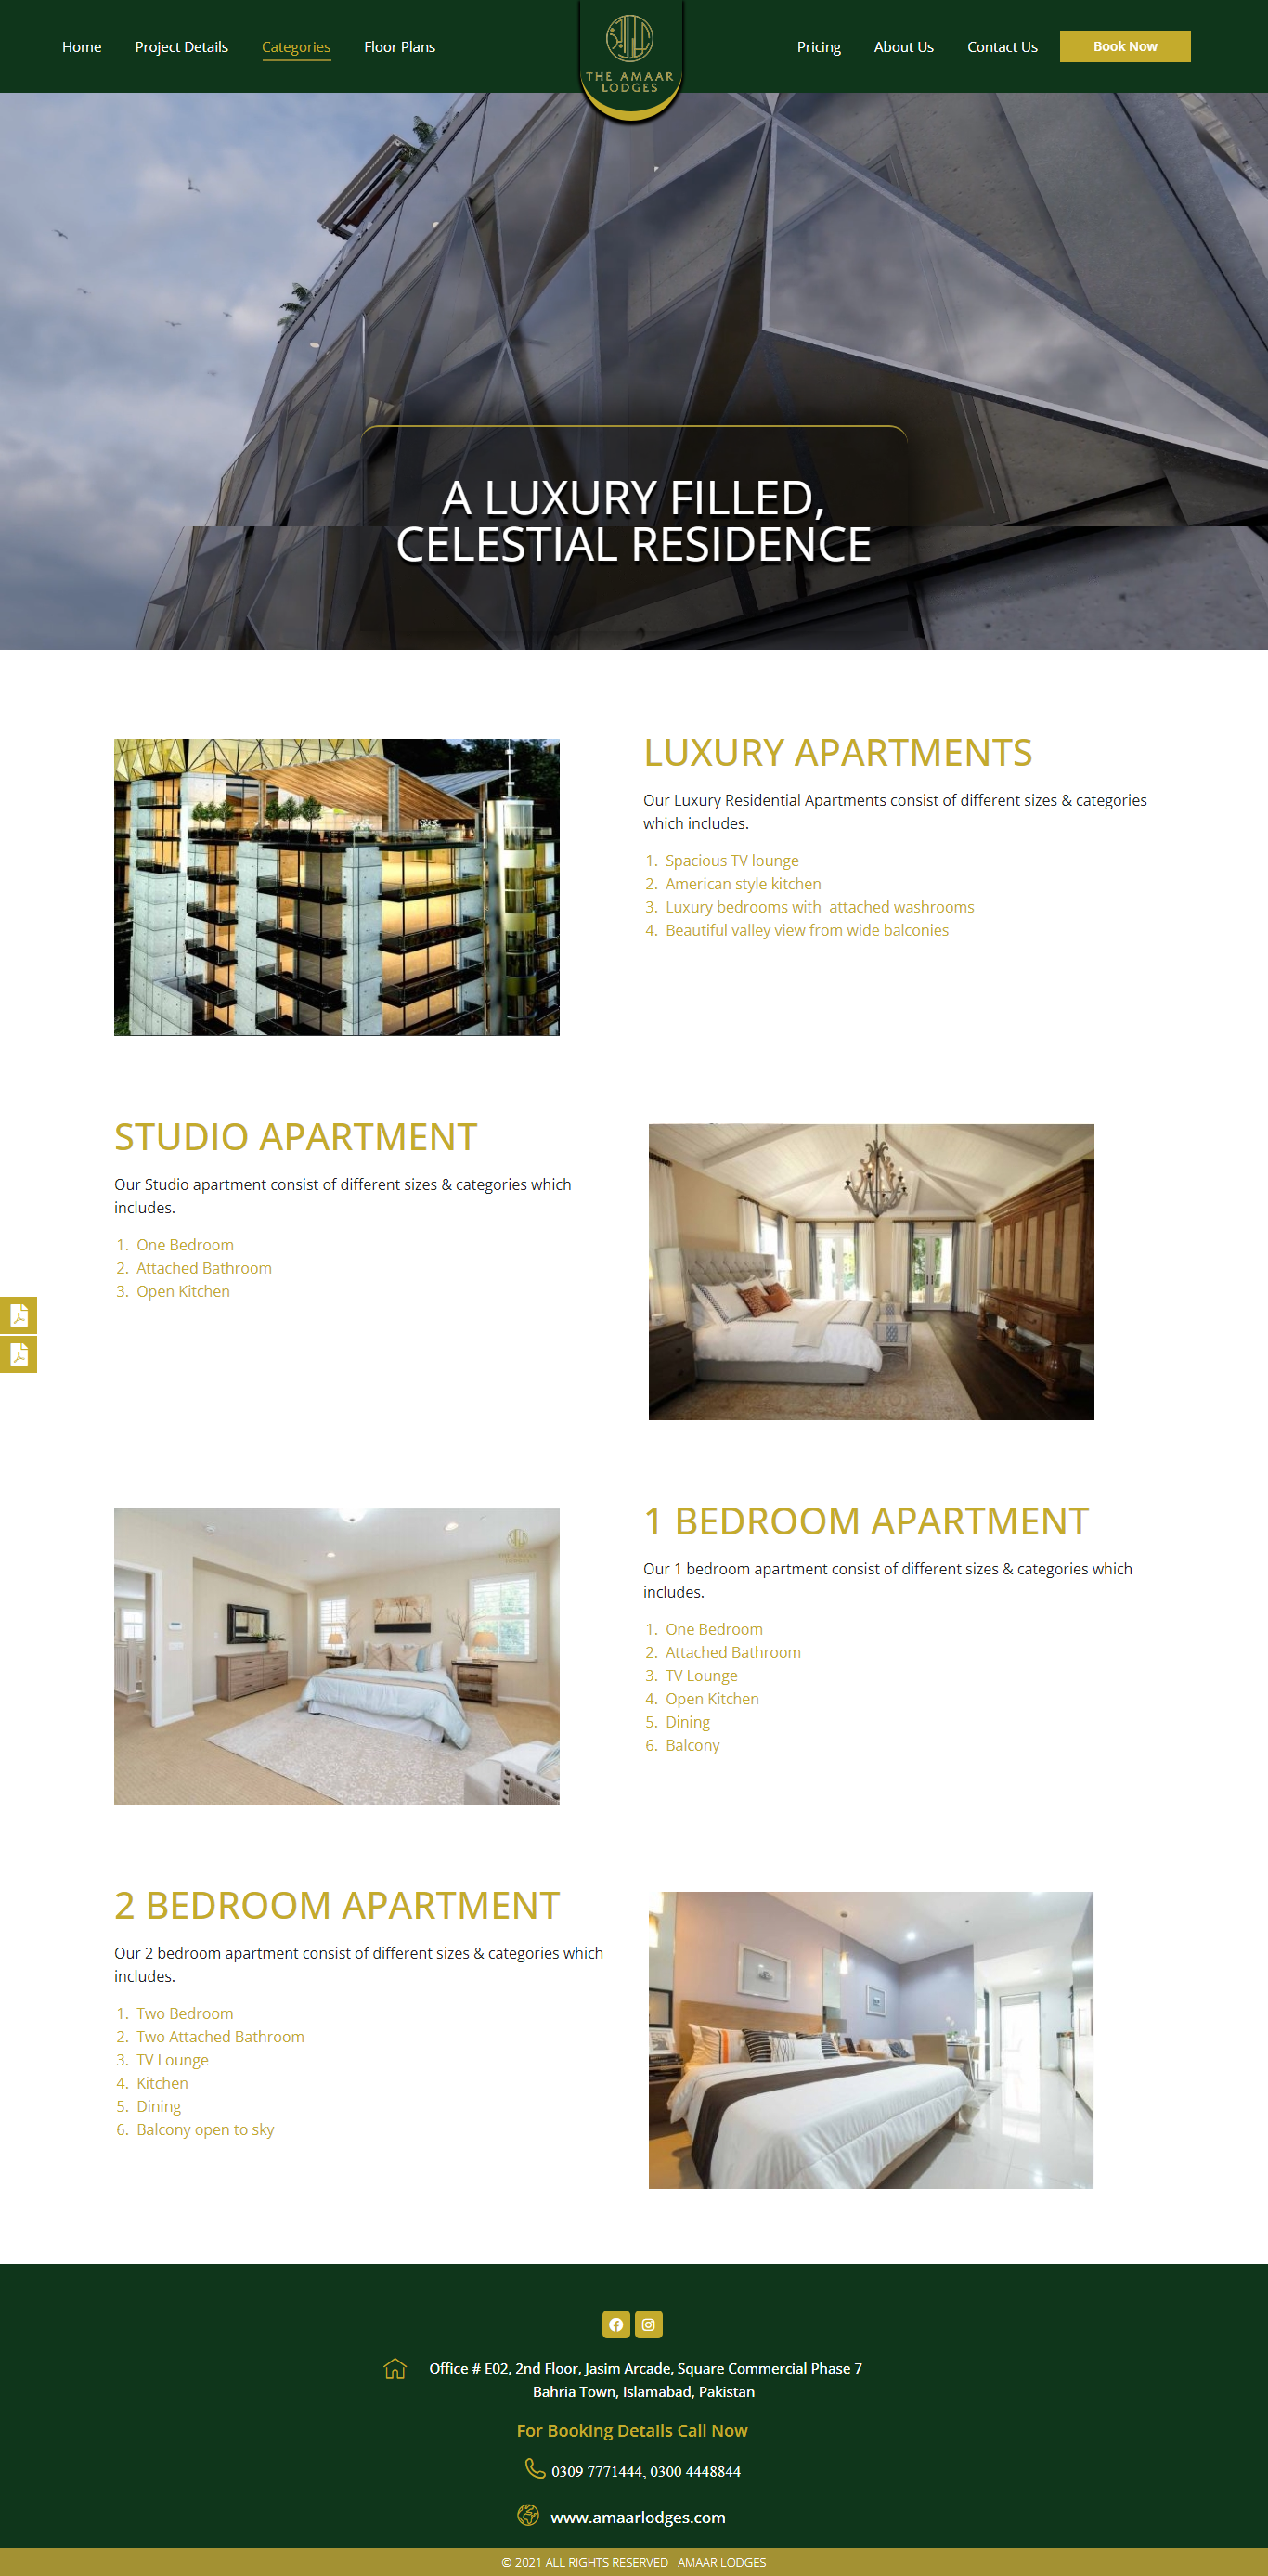 Home
Project Details
Categories
Floor Plans
THE AMAAR
LODGES
Pricing
About Us
Contact Us
Book Now
A LUXURY FILLED,
CELESTIAL RESIDENCE
LUXURY APARTMENTS
Our Luxury Residential Apartments consist of different sizes & categories
which includes.
1. Spacious TV lounge
2. American style kitchen
3. Luxury bedrooms with  attached washrooms
4. Beautiful valley view from wide balconies
STUDIO APARTMENT
Our Studio apartment consist of different sizes & categories which
includes.
1. One Bedroom
2. Attached Bathroom
3. Open Kitchen
THE AMAAR
LODGES
1 BEDROOM APARTMENT
Our 1 bedroom apartment consist of different sizes & categories which
includes.
1. One Bedroom
2. Attached Bathroom
3. TV Lounge
4. Open Kitchen
5. Dining
6. Balcony
2 BEDROOM APARTMENT
Our 2 bedroom apartment consist of different sizes & categories which
includes.
1. Two Bedroom
2. Two Attached Bathroom
3. TV Lounge
4. Kitchen
5. Dining
6. Balcony open to sky
Office # E02, 2nd Floor, Jasim Arcade, Square Commercial Phase 7
Bahria Town, Islamabad, Pakistan
For Booking Details Call Now
0309 7771444, 0300 4448844
www.amaarlodges.com
© 2021 ALL RIGHTS RESERVED   AMAAR LODGES